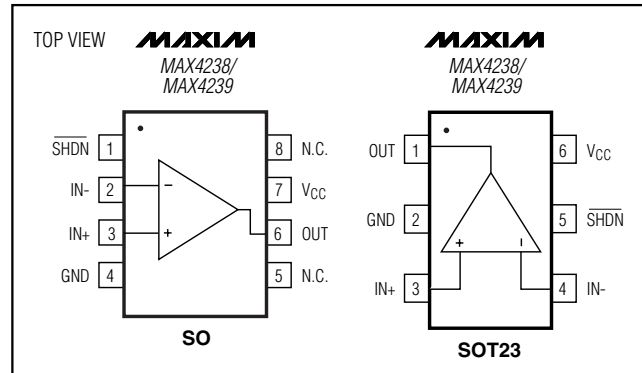 TOP VIEW
MAXIM
MAX4238/
MAX4239
SHDN 1
8 N.C.
IN- 2
−
7 VCC
IN+ 3
+
6 OUT
GND 4
5 N.C.
SO
MAXIM
MAX4238/
MAX4239
OUT 1
6 VCC
GND 2
5 SHDN
+ −
IN+ 3
4 IN-
SOT23